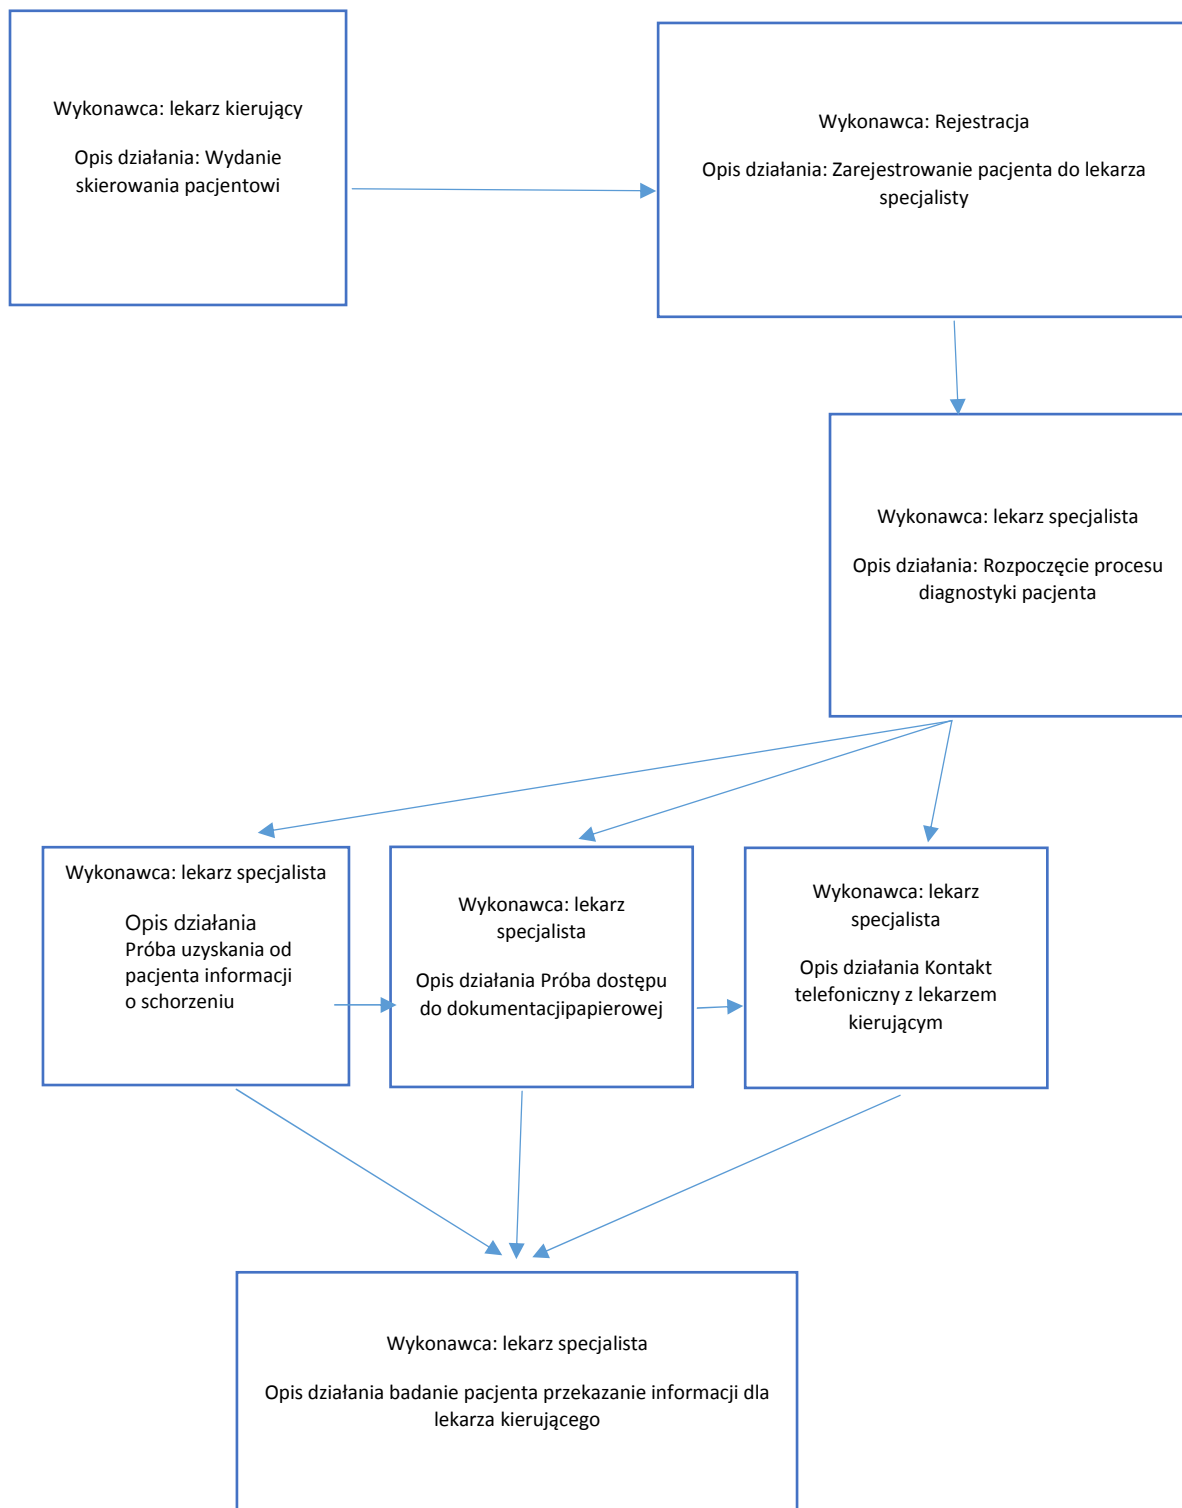 Wykonawca: lekarz kierujący
Opis działania: Wydanie
skierowania pacjentowi
Wykonawca: Rejestracja
Opis działania: Zarejestrowanie pacjenta do lekarza
specjalisty
Wykonawca: lekarz specjalista
Opis działania: Rozpoczęcie procesu
diagnostyki pacjenta
Wykonawca: lekarz specjalista
Opis działania
Próba uzyskania od
pacjenta informacji
o schorzeniu
Wykonawca: lekarz
specjalista
Opis działania Próba dostępu
do dokumentacjipapierowej
Wykonawca: lekarz
specjalista
Opis działania Kontakt
telefoniczny z lekarzem
kierującym
Wykonawca: lekarz specjalista
Opis działania badanie pacjenta przekazanie informacji dla
lekarza kierującego